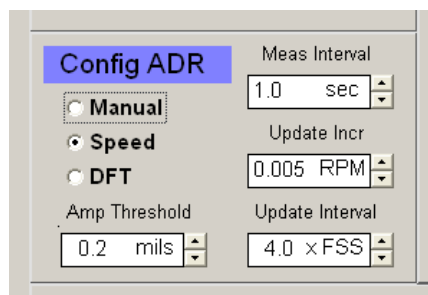 Config ADR
Manual
Speed
DFT
Amp Threshold
0.2 mils
Meas Interval
1.0 sec
Update Incr
0.005 RPM
Update Interval
4.0 xFSS